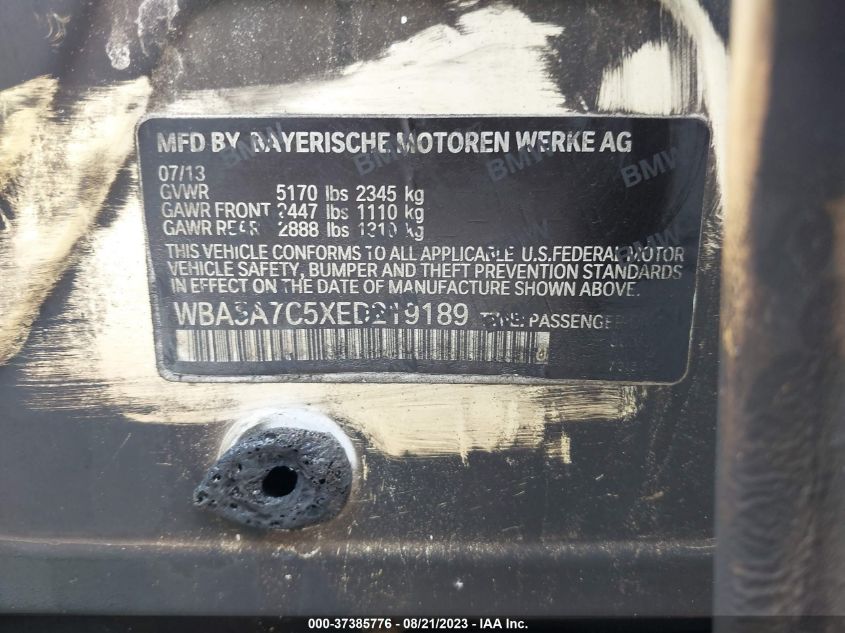 MFD BY BAYERISCHE MOTOREN WERKE AG
07/13
GVWR 5170 lbs 2345 kg
GAWR FRONT 2447 lbs 1110 kg
GAWR REAR 2888 lbs 1310 kg
THIS VEHICLE CONFORMS TO ALL APPLICABLE U.S.FEDERAL MOTOR
VEHICLE SAFETY, BUMPER AND THEFT PREVENTION STANDARDS
IN EFFECT ON THE DATE OF MANUFACTURE SHOWN ABOVE.
WBA5A7C5XED219189 TYPE: PASSENGE
000-37385776 - 08/21/2023 - IAA Inc.